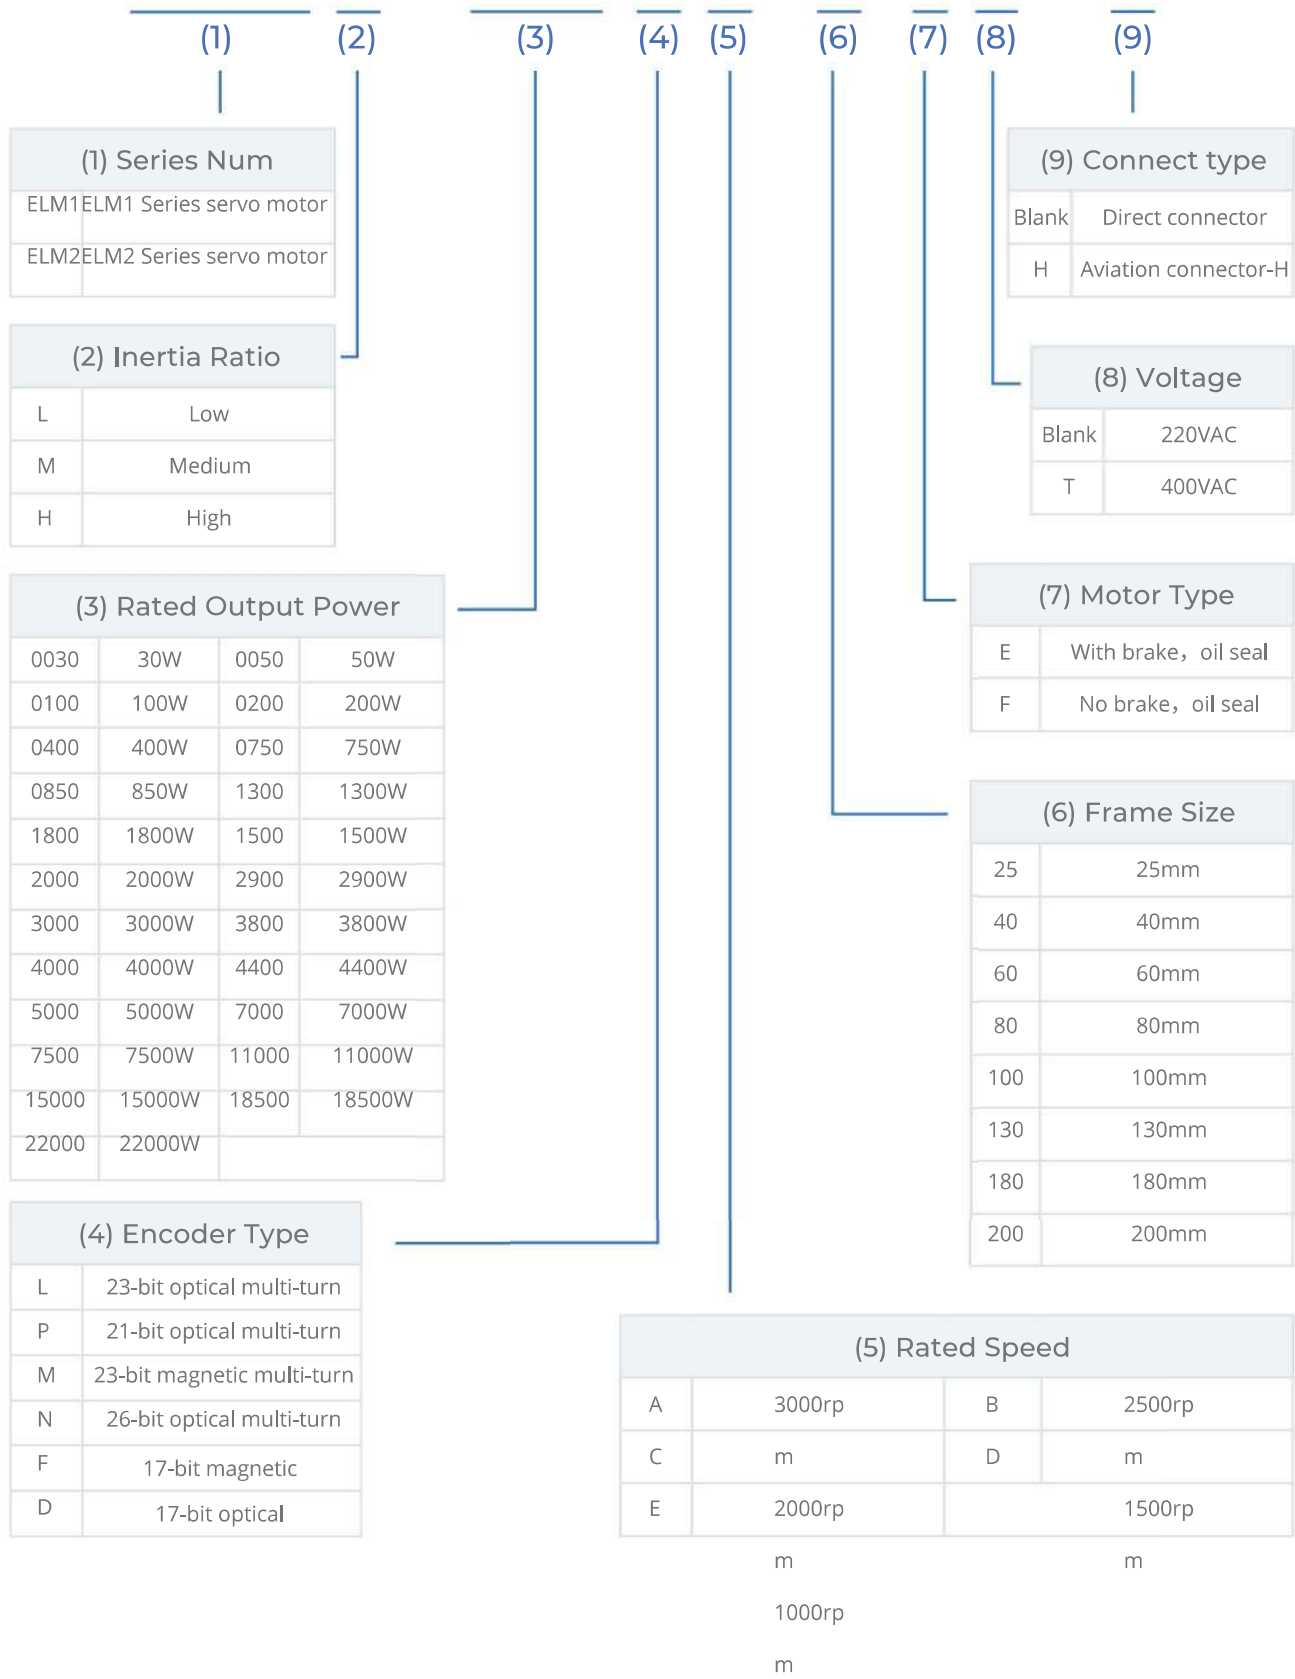 (1) (2) (3) (4) (5) (6) (7) (8) (9)
(1) Series Num
ELM1 ELM1 Series servo motor
ELM2 ELM2 Series servo motor
(2) Inertia Ratio
L Low
M Medium
H High
(3) Rated Output Power
0030 30W 0050 50W
0100 100W 0200 200W
0400 400W 0750 750W
0850 850W 1300 1300W
1800 1800W 1500 1500W
2000 2000W 2900 2900W
3000 3000W 3800 3800W
4000 4000W 4400 4400W
5000 5000W 7000 7000W
7500 7500W 11000 11000W
15000 15000W 18500 18500W
22000 22000W
(4) Encoder Type
L 23-bit optical multi-turn
P 21-bit optical multi-turn
M 23-bit magnetic multi-turn
N 26-bit optical multi-turn
F 17-bit magnetic
D 17-bit optical
(9) Connect type
Blank Direct connector
H Aviation connector-H
(8) Voltage
Blank 220VAC
T 400VAC
(7) Motor Type
E With brake，oil seal
F No brake，oil seal
(6) Frame Size
25 25mm
40 40mm
60 60mm
80 80mm
100 100mm
130 130mm
180 180mm
200 200mm
(5) Rated Speed
A 3000rp B 2500rp
C m D m
E 2000rp 1500rp
m m
1000rp
m